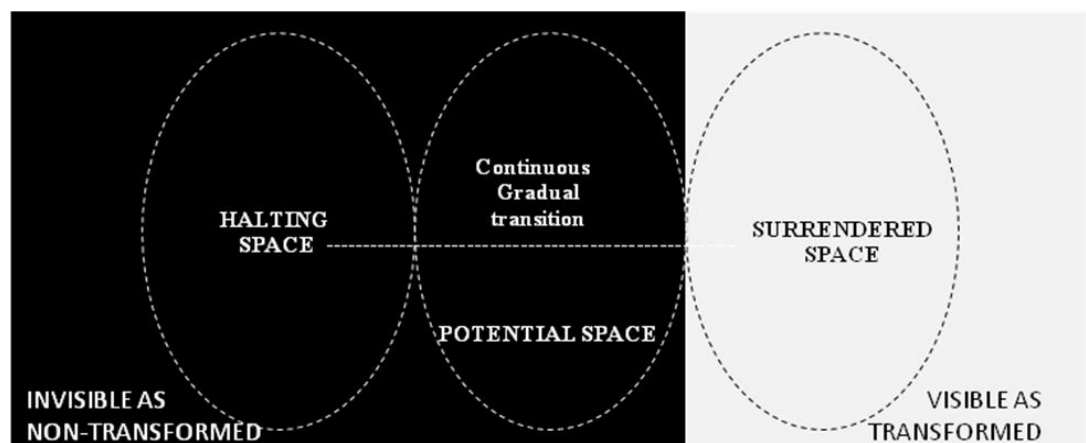 Continuous
Gradual
transition
HALTING
SPACE
SURRENDERED
SPACE
POTENTIAL SPACE
INVISIBLE AS
NON-TRANSFORMED
VISIBLE AS
TRANSFORMED